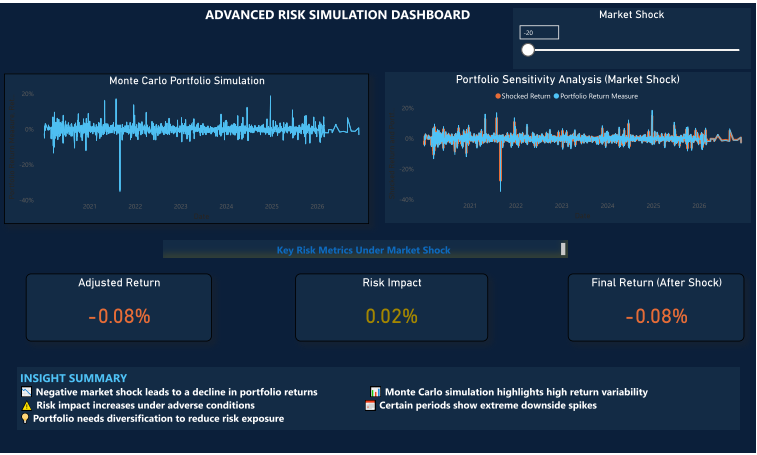 ADVANCED RISK SIMULATION DASHBOARD
Market Shock
-20
Monte Carlo Portfolio Simulation
20%
0%
-20%
-40%
2021 2022 2023 2024 2025 2026
Portfolio Sensitivity Analysis (Market Shock)
Shocked Return Portfolio Return Measure
20%
0%
-20%
-40%
2021 2022 2023 2024 2025 2026
Key Risk Metrics Under Market Shock
Adjusted Return
-0.08%
Risk Impact
0.02%
Final Return (After Shock)
-0.08%
INSIGHT SUMMARY
Negative market shock leads to a decline in portfolio returns
Monte Carlo simulation highlights high return variability
Risk impact increases under adverse conditions
Certain periods show extreme downside spikes
Portfolio needs diversification to reduce risk exposure